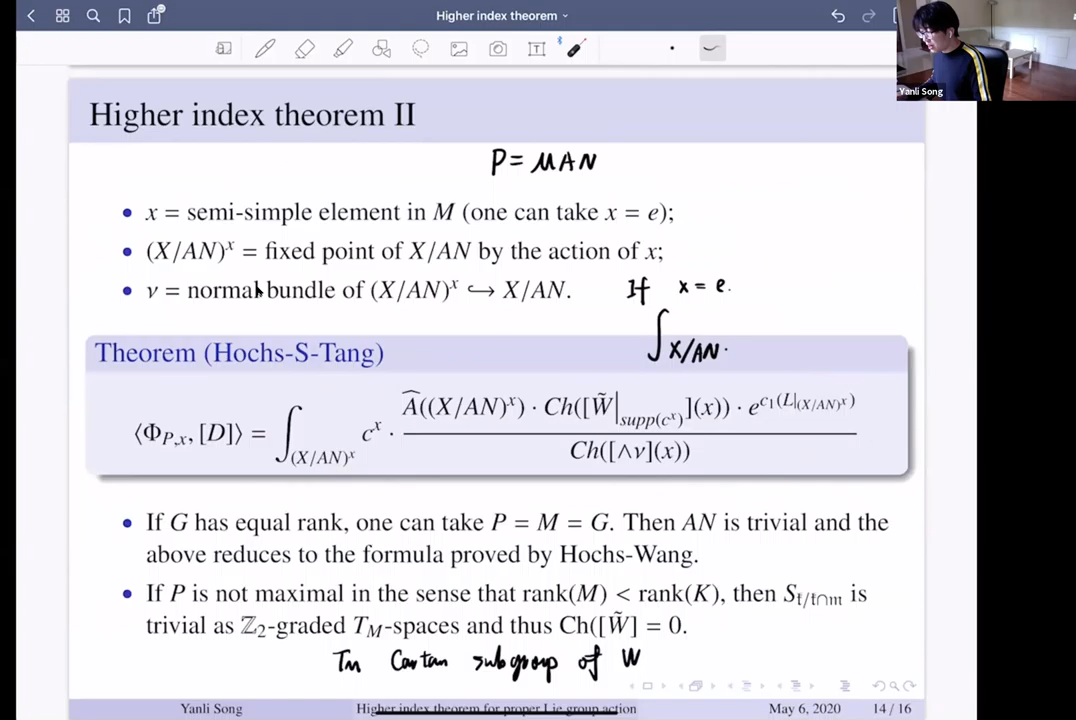 Higher index theorem
Yanli Song
Higher index theorem II
P = MAN
• x = semi-simple element in M (one can take x = e);
• (X/AN)^x = fixed point of X/AN by the action of x;
• ν = normal bundle of (X/AN)^x ↪ X/AN.
If x = e.
∫_{X/AN}.
Theorem (Hochs-S-Tang)
⟨Φ_{P,x}, [D]⟩ = ∫_{(X/AN)^x} c^x · \frac{\widehat{A}((X/AN)^x) · Ch([\tilde{W}|_{supp(c^x)}](x)) · e^{c_1(L|_{(X/AN)^x})}}{Ch([∧ν](x))}
• If G has equal rank, one can take P = M = G. Then AN is trivial and the
above reduces to the formula proved by Hochs-Wang.
• If P is not maximal in the sense that rank(M) < rank(K), then S_{𝔱/𝔱∩𝔪} is
trivial as ℤ₂-graded T_M-spaces and thus Ch([\tilde{W}] = 0.
T_M Cartan subgroup of
Yanli Song
Higher index theorem for proper Lie group action
May 6, 2020
14 / 16